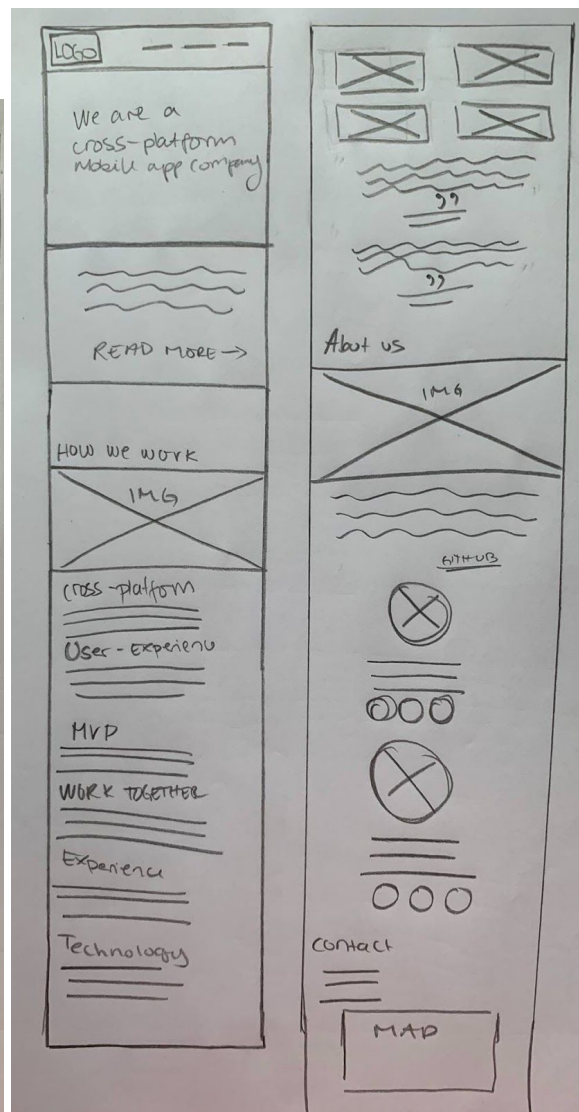 LOGO
We are a
cross-platform
Mobile app company
READ MORE →
HOW WE WORK
IMG
Cross-platform
User-Experienu
MVP
WORK TOGETHER
Experience
Technology
,,
,,
About us
IMG
GITHUB
Contact
MAP